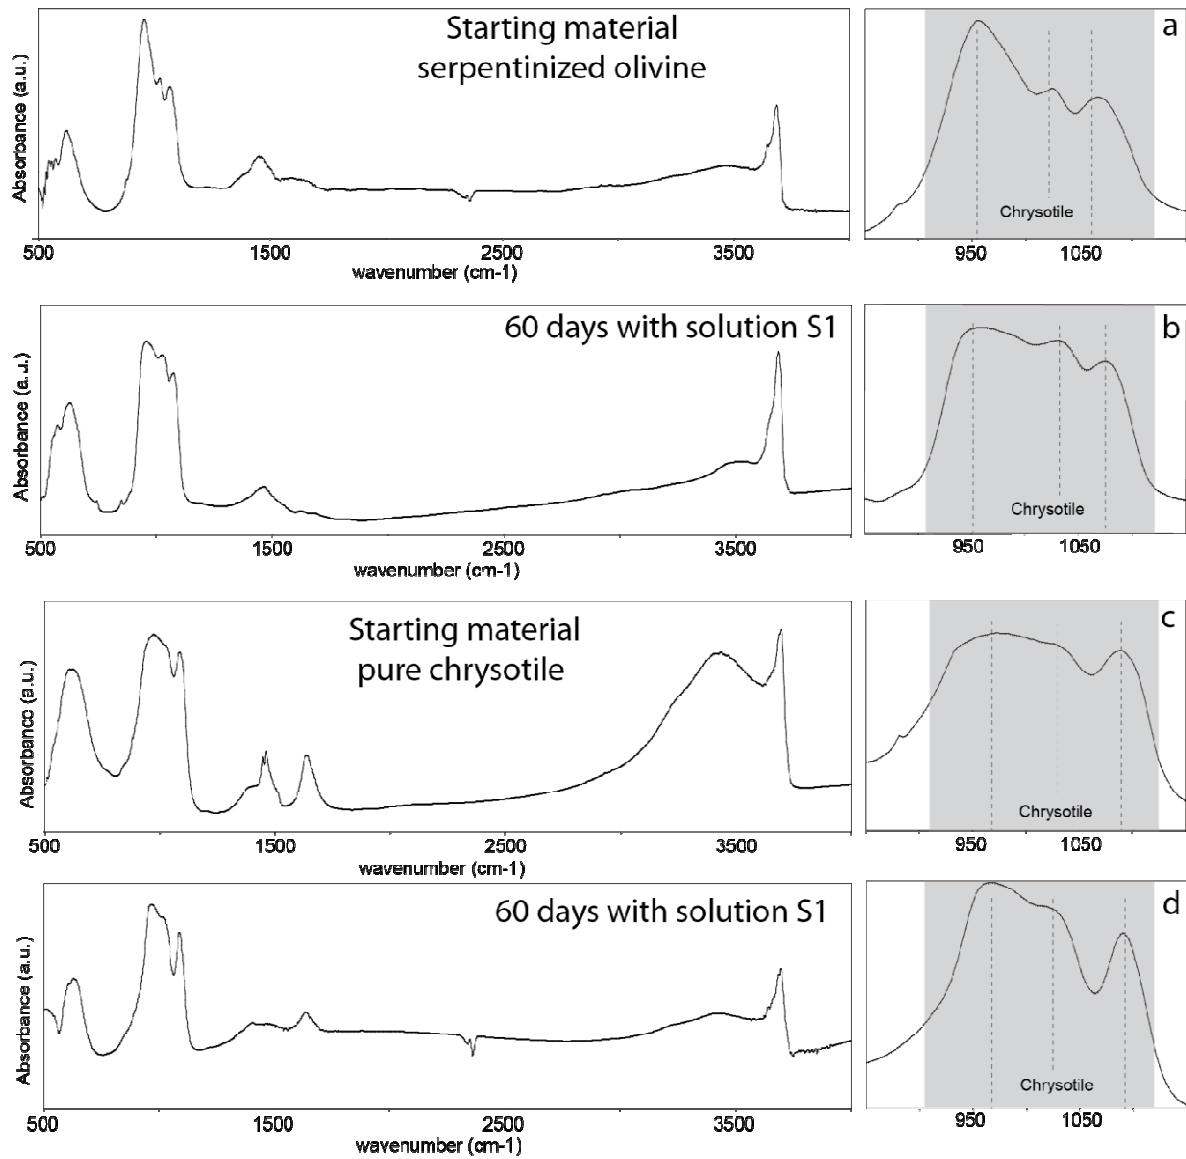 Starting material
serpentinized olivine
a
Absorbance (a.u.)
Chrysotile
500 1500 2500 3500
wavenumber (cm-1)
950 1050
60 days with solution S1
b
Absorbance (a.u.)
Chrysotile
500 1500 2500 3500
wavenumber (cm-1)
950 1050
Starting material
pure chrysotile
c
Absorbance (a.u.)
Chrysotile
500 1500 2500 3500
wavenumber (cm-1)
950 1050
60 days with solution S1
d
Absorbance (a.u.)
Chrysotile
500 1500 2500 3500
wavenumber (cm-1)
950 1050